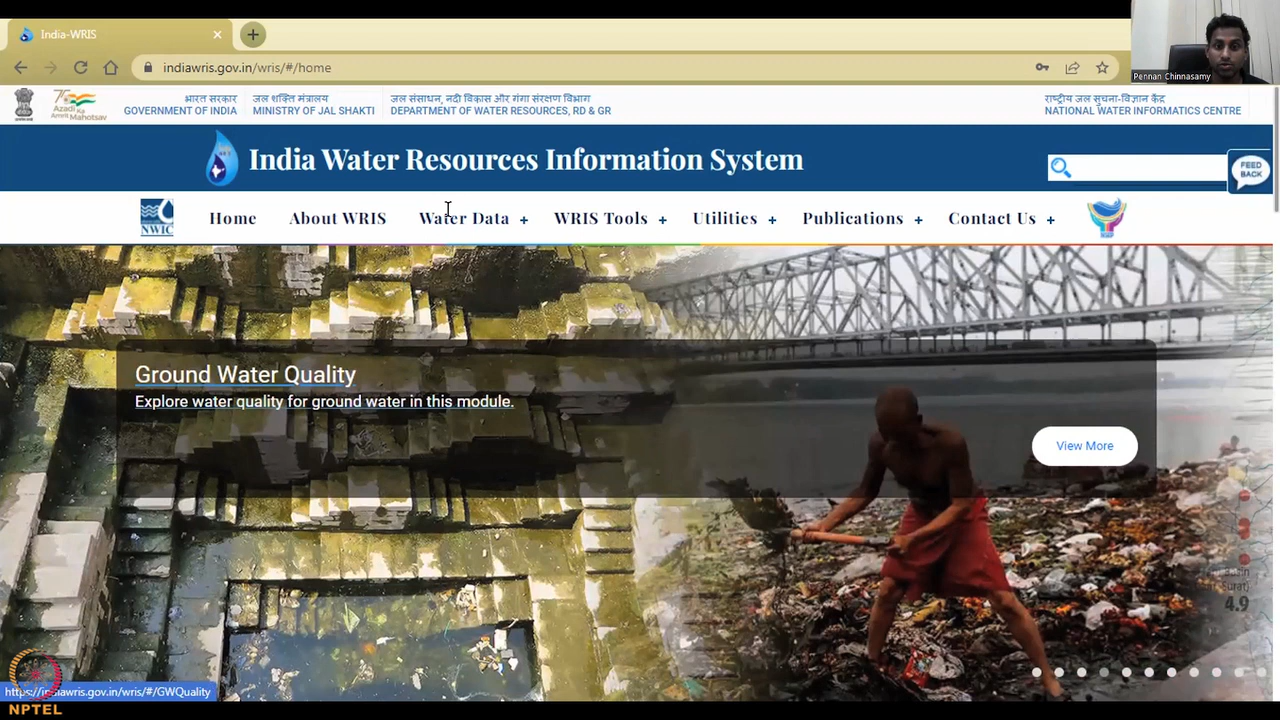 India-WRIS
indiawris.gov.in/wris/#/home
Pennan Chinnasamy
Azadi Ka
Amrit Mahotsav
भारत सरकार
GOVERNMENT OF INDIA
जल शक्ति मंत्रालय
MINISTRY OF JAL SHAKTI
जल संसाधन, नदी विकास और गंगा संरक्षण विभाग
DEPARTMENT OF WATER RESOURCES, RD & GR
राष्ट्रीय जल सूचना-विज्ञान केंद्र
NATIONAL WATER INFORMATICS CENTRE
India Water Resources Information System
FEED
BACK
NWIC
Home
About WRIS
Water Data +
WRIS Tools +
Utilities +
Publications +
Contact Us +
Ground Water Quality
Explore water quality for ground water in this module.
View More
4.9
https://indiawris.gov.in/wris/#/GWQuality
NPTEL